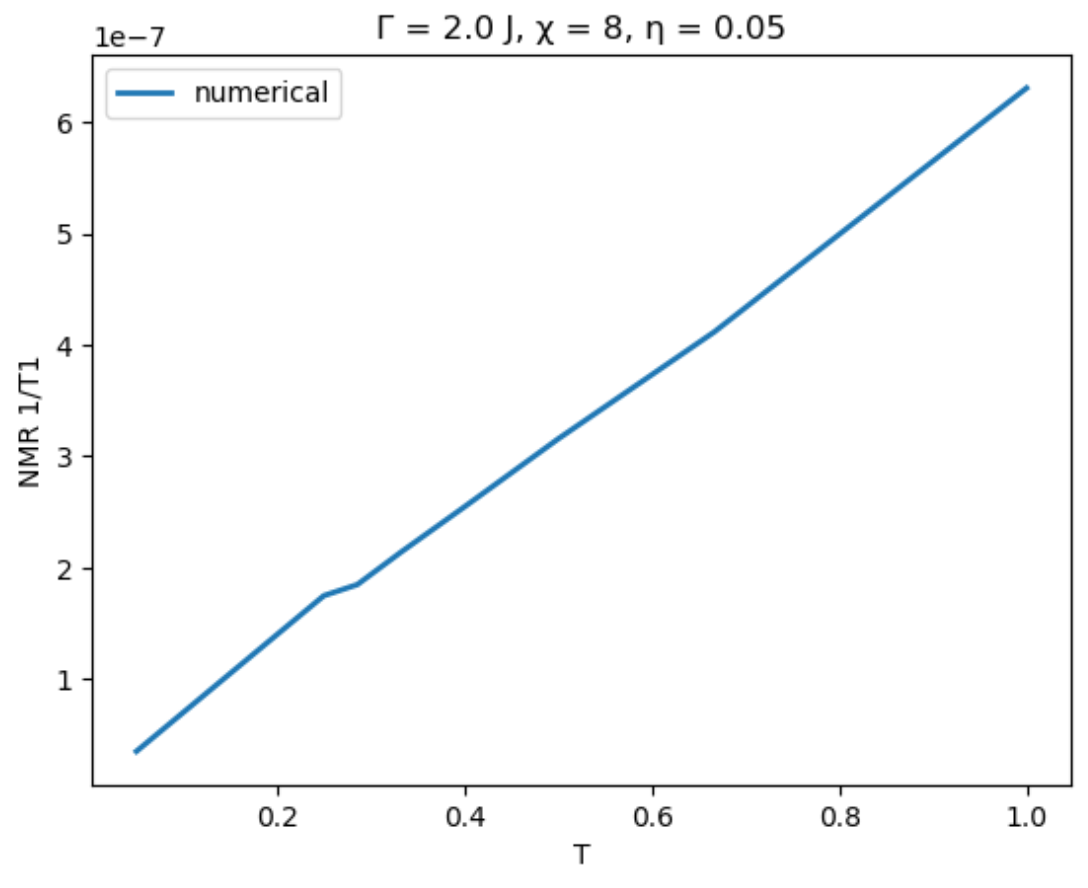 Γ = 2.0 J, χ = 8, η = 0.05
1e−7
numerical
6
5
4
3
2
1
NMR 1/T1
0.2 0.4 0.6 0.8 1.0
T